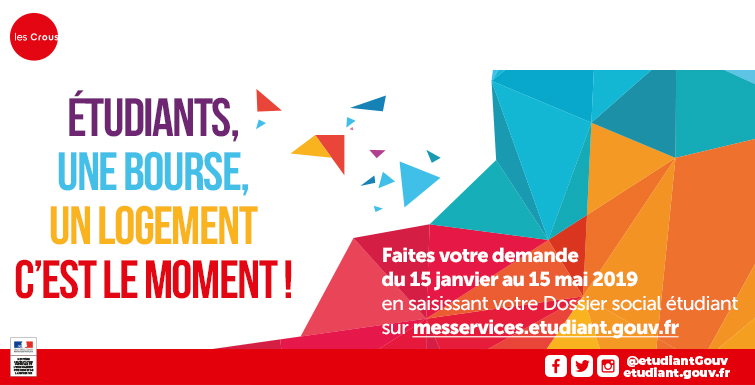 les Crous
ÉTUDIANTS,
UNE BOURSE,
UN LOGEMENT
C'EST LE MOMENT !
Faites votre demande
du 15 janvier au 15 mai 2019
en saisissant votre Dossier social étudiant
sur messervices.etudiant.gouv.fr
@etudiantGouv
etudiant.gouv.fr